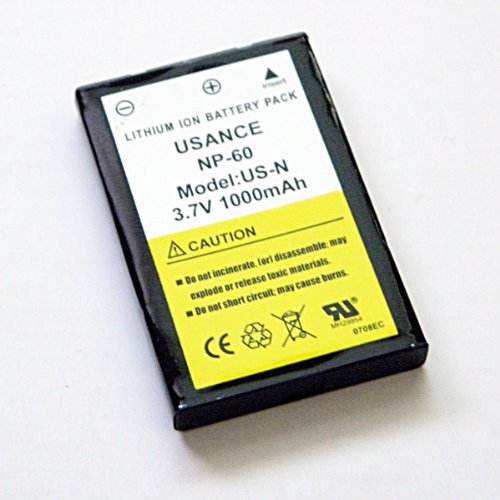 insert
LITHIUM ION BATTERY PACK
USANCE
NP-60
Model:US-N
3.7V 1000mAh
CAUTION
Do not incinerate, [or] disassemble; may
explode or release toxic materials.
Do not short circuit; may cause burns.
CE
MH29954
0708EC